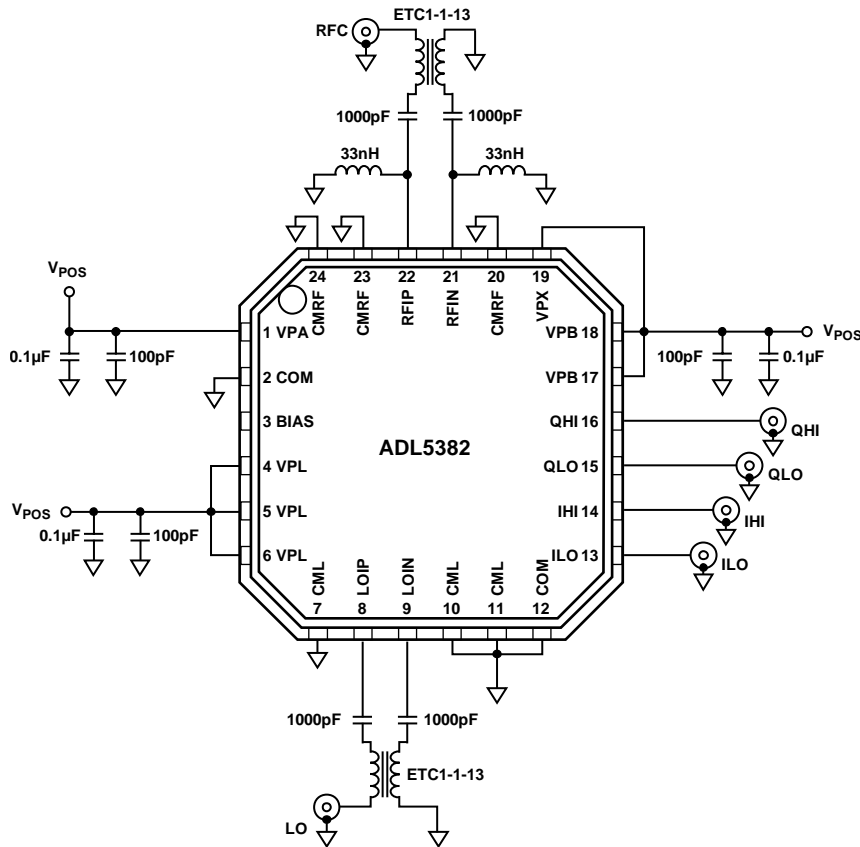 ETC1-1-13
RFC
1000pF
1000pF
33nH
33nH
VPOS
24
23
22
21
20
19
CMRF
CMRF
RFIP
RFIN
CMRF
VPX
1 VPA
VPB 18
VPOS
0.1µF
100pF
100pF
0.1µF
2 COM
VPB 17
3 BIAS
QHI 16
QHI
ADL5382
4 VPL
QLO 15
QLO
VPOS
5 VPL
IHI 14
IHI
0.1µF
100pF
6 VPL
ILO 13
ILO
CML
LOIP
LOIN
CML
CML
COM
7
8
9
10
11
12
1000pF
1000pF
ETC1-1-13
LO